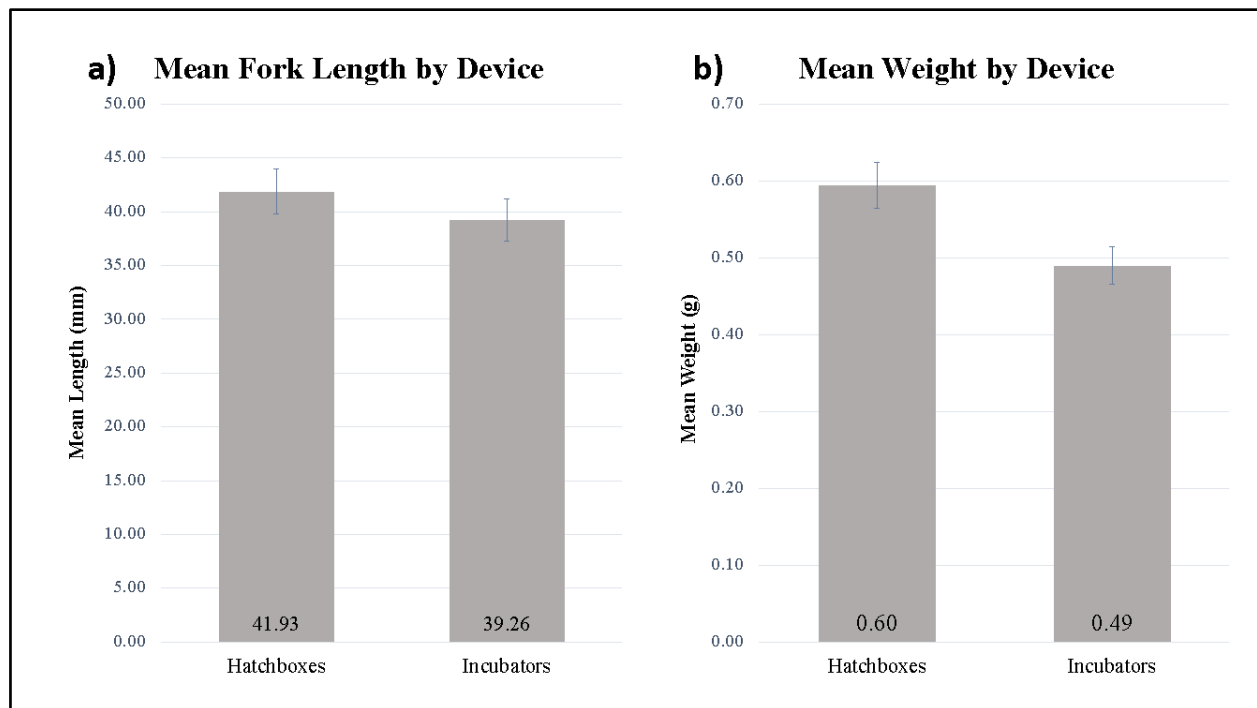 a) Mean Fork Length by Device
50.00
45.00
40.00
35.00
30.00
25.00
20.00
15.00
10.00
5.00
0.00
Mean Length (mm)
41.93
39.26
Hatchboxes
Incubators
b) Mean Weight by Device
0.70
0.60
0.50
0.40
0.30
0.20
0.10
0.00
Mean Weight (g)
0.60
0.49
Hatchboxes
Incubators